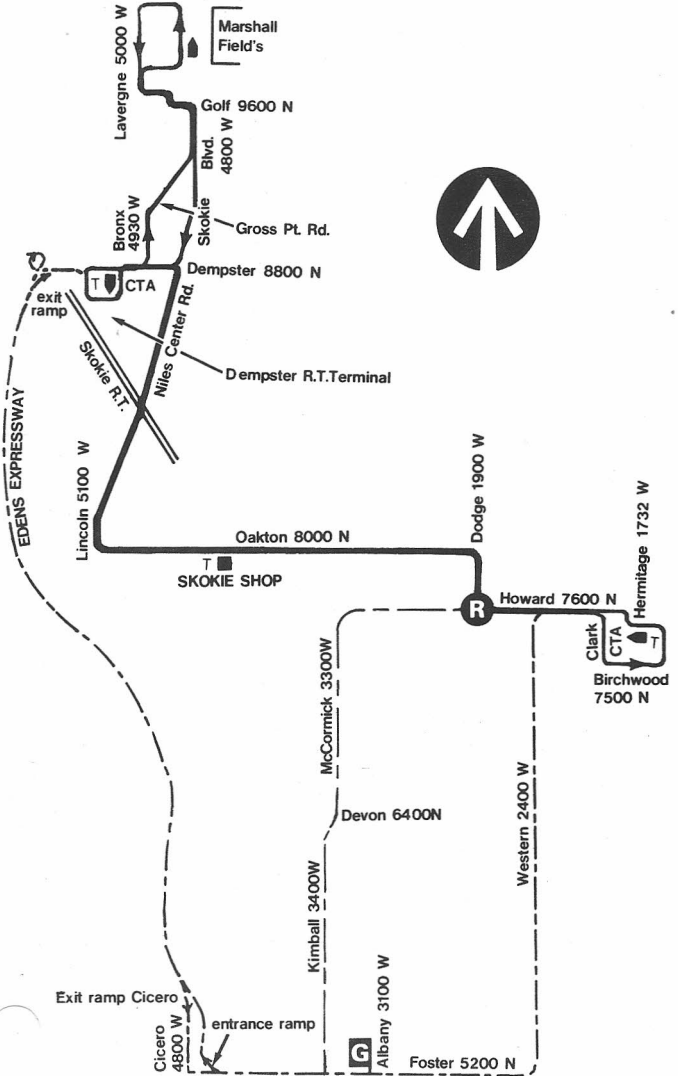 Marshall
Field's
Lavergne 5000 W
Golf 9600 N
Blvd.
4800 W
Bronx
4930 W
Skokie
Gross Pt. Rd.
Dempster 8800 N
T
CTA
exit
ramp
Niles Center Rd.
Skokie R.T.
Dempster R.T.Terminal
EDENS EXPRESSWAY
Lincoln 5100 W
Dodge 1900 W
Oakton 8000 N
T
SKOKIE SHOP
Hermitage 1732 W
R
Howard 7600 N
Clark
CTA
T
Birchwood
7500 N
McCormick 3300W
Devon 6400N
Western 2400 W
Kimball 3400W
Exit ramp Cicero
Cicero
4800 W
entrance ramp
G
Albany 3100 W
Foster 5200 N